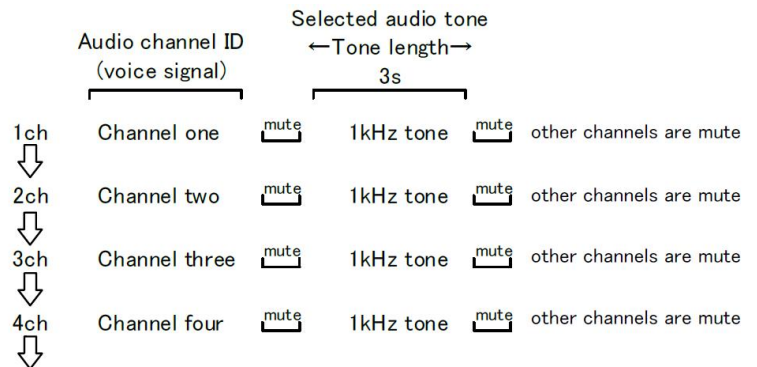 Selected audio tone
Audio channel ID
←Tone length→
(voice signal)
3s
1ch Channel one mute 1kHz tone mute other channels are mute
2ch Channel two mute 1kHz tone mute other channels are mute
3ch Channel three mute 1kHz tone mute other channels are mute
4ch Channel four mute 1kHz tone mute other channels are mute